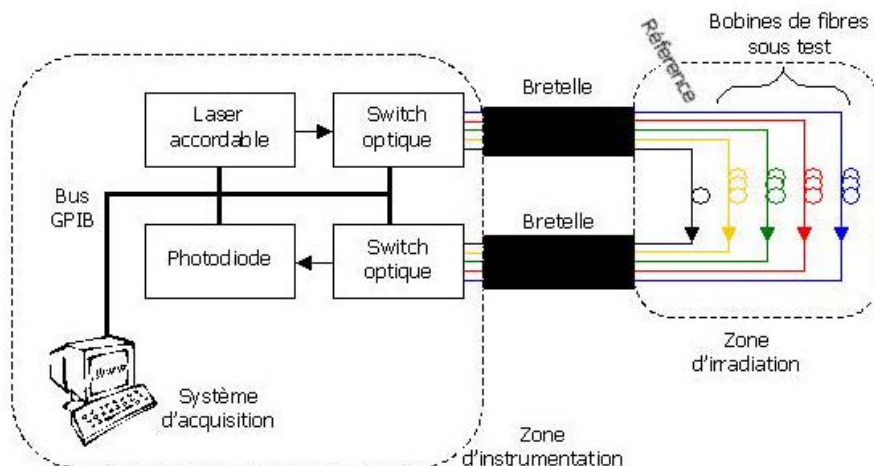 Bobines de fibres
sous test
Référence
Bretelle
Laser
accordable
Switch
optique
Bus
GPIB
Bretelle
Photodiode
Switch
optique
Zone
d'irradiation
Système
d'acquisition
Zone
d'instrumentation